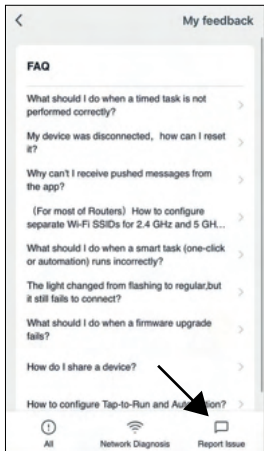 My feedback
FAQ
What should I do when a timed task is not
performed correctly?
My device was disconnected, how can I reset
it?
Why can't I receive pushed messages from
the app?
(For most of Routers) How to configure
separate Wi-Fi SSIDs for 2.4 GHz and 5 GH...
What should I do when a smart task (one-click
or automation) runs incorrectly?
The light changed from flashing to regular,but
it still fails to connect?
What should I do when a firmware upgrade
fails?
How do I share a device?
How to configure Tap-to-Run and Automation?
All
Network Diagnosis
Report Issue